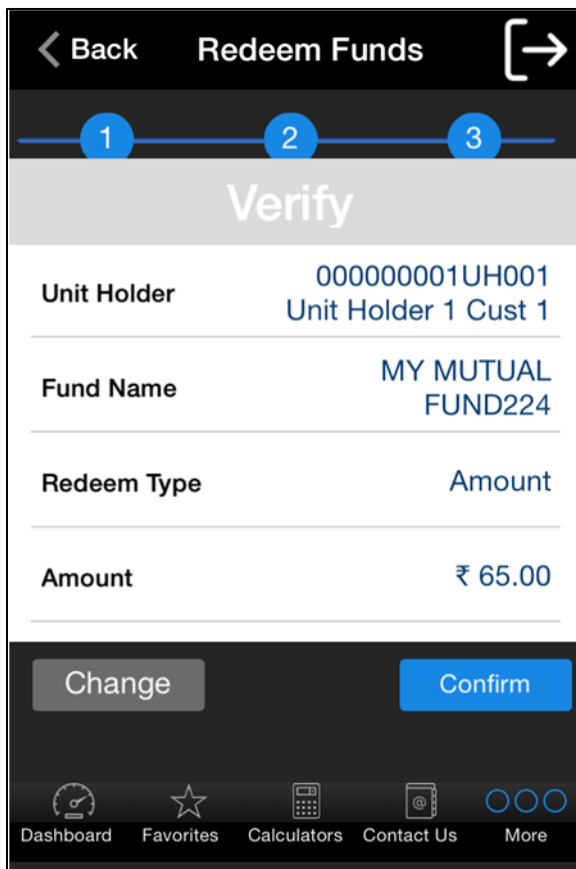 Back Redeem Funds
1 2 3
Verify
Unit Holder 000000001UH001
Unit Holder 1 Cust 1
Fund Name MY MUTUAL
FUND224
Redeem Type Amount
Amount ₹ 65.00
Change Confirm
Dashboard Favorites Calculators Contact Us More